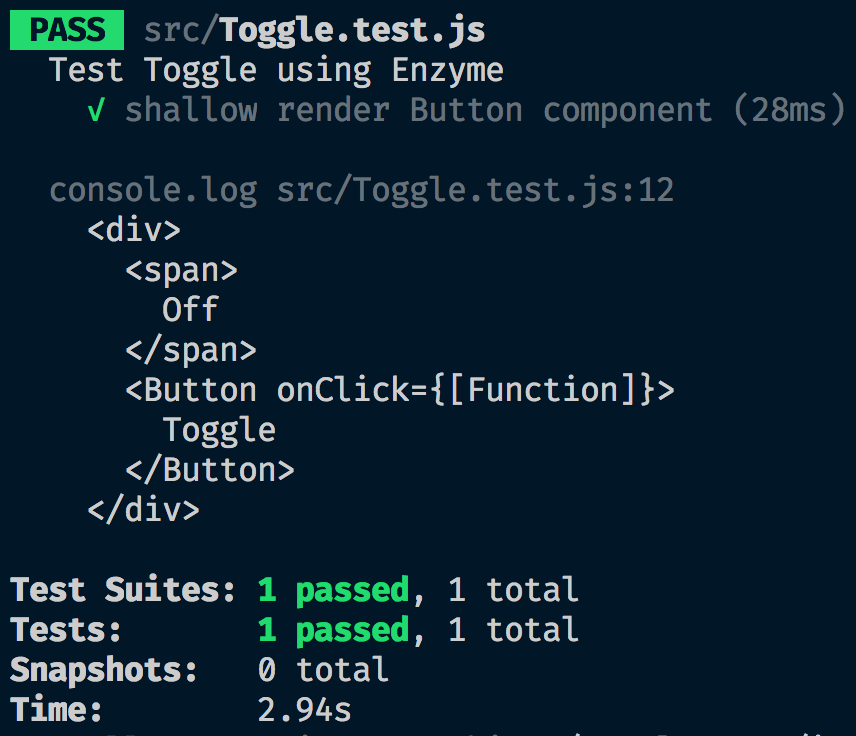 PASS src/Toggle.test.js
Test Toggle using Enzyme
√ shallow render Button component (28ms)
console.log src/Toggle.test.js:12
<div>
<span>
Off
</span>
<Button onClick={[Function]}>
Toggle
</Button>
</div>
Test Suites: 1 passed, 1 total
Tests: 1 passed, 1 total
Snapshots: 0 total
Time: 2.94s